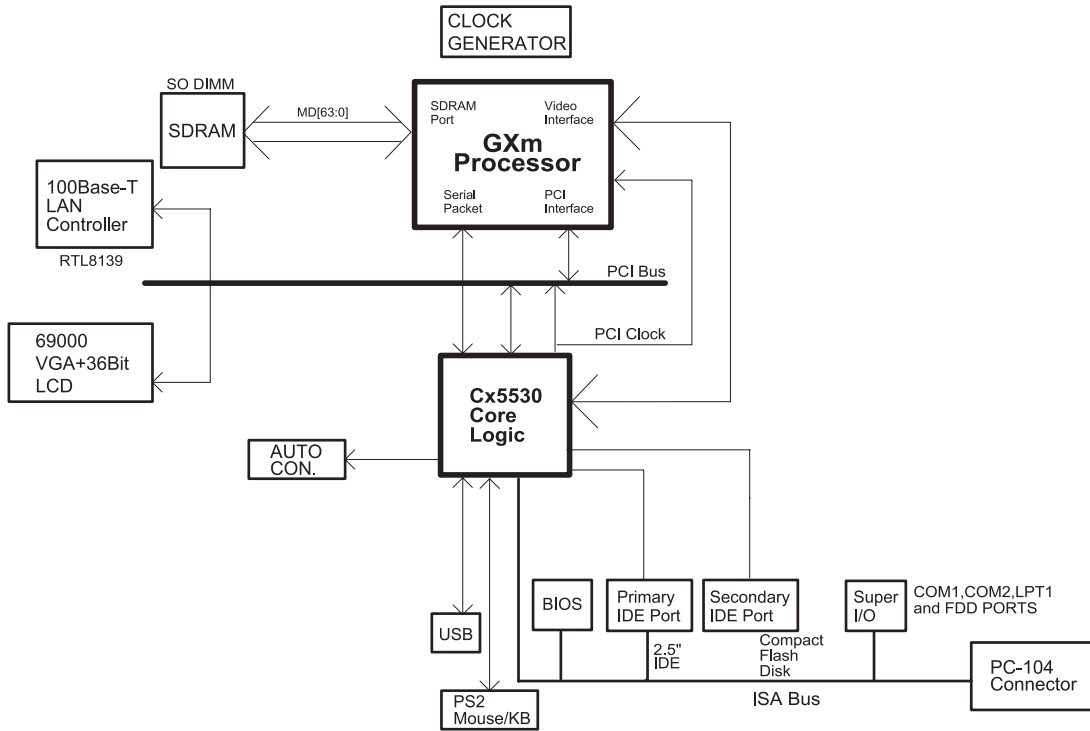 CLOCK
GENERATOR
SO DIMM
SDRAM
MD[63:0]
SDRAM
Port
Video
Interface
GXm
Processor
Serial
Packet
PCI
Interface
100Base-T
LAN
Controller
RTL8139
PCI Bus
69000
VGA+36Bit
LCD
PCI Clock
Cx5530
Core
Logic
AUTO
CON.
USB
PS2
Mouse/KB
BIOS
Primary
IDE Port
2.5"
IDE
Secondary
IDE Port
Compact
Flash
Disk
Super
I/O
COM1,COM2,LPT1
and FDD PORTS
ISA Bus
PC-104
Connector